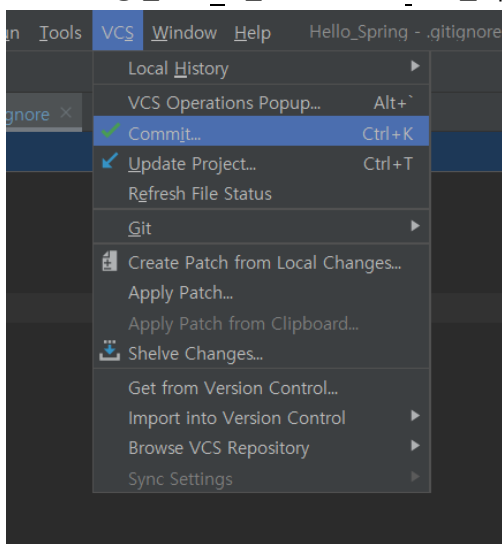 Tools VCS Window Help Hello_Spring - .gitignore
Local History
gnore ×
VCS Operations Popup... Alt+`
Commit... Ctrl+K
Update Project... Ctrl+T
Refresh File Status
Git
Create Patch from Local Changes...
Apply Patch...
Apply Patch from Clipboard...
Shelve Changes...
Get from Version Control...
Import into Version Control
Browse VCS Repository
Sync Settings